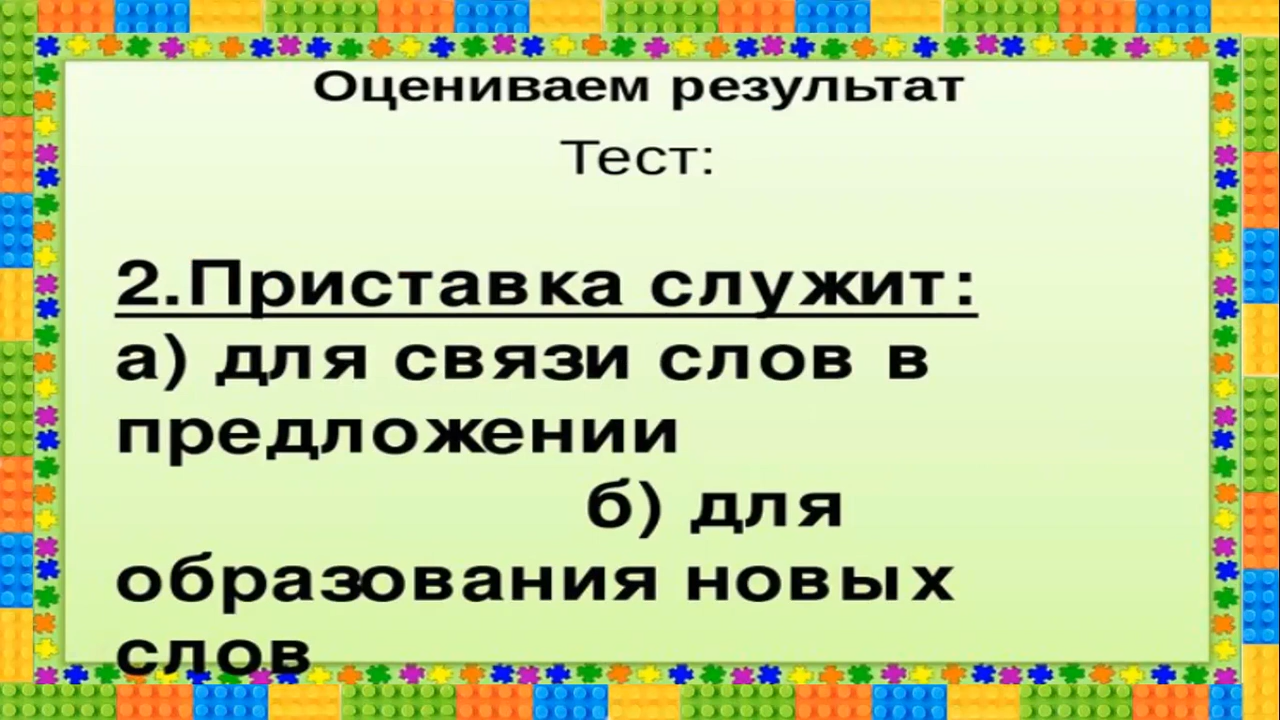 Оцениваем результат
Тест:
2.Приставка служит:
а) для связи слов в
предложении
б) для
образования новых
слов